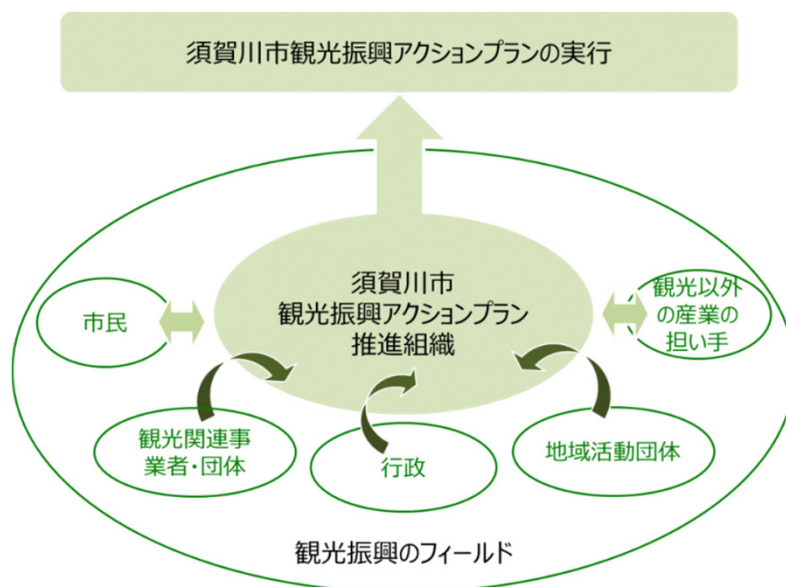 須賀川市観光振興アクションプランの実行
須賀川市
観光振興アクションプラン
推進組織
市民
観光以外
の産業の
担い手
観光関連事
業者・団体
行政
地域活動団体
観光振興のフィールド